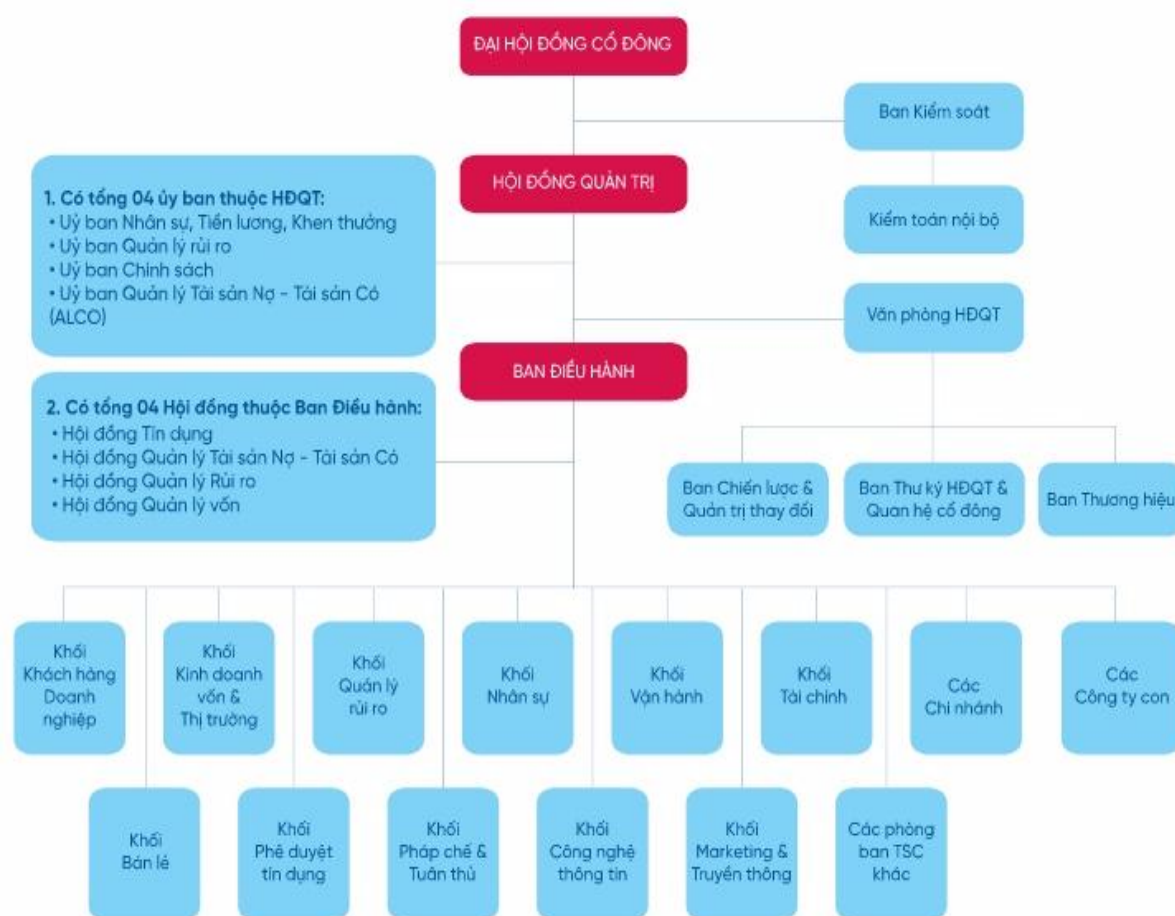 ĐẠI HỘI ĐỒNG CỔ ĐÔNG
Ban Kiểm soát
HỘI ĐỒNG QUẢN TRỊ
Kiểm toán nội bộ
1. Có tổng 04 ủy ban thuộc HĐQT:
• Uỷ ban Nhân sự, Tiền lương, Khen thưởng
• Uỷ ban Quản lý rủi ro
• Uỷ ban Chính sách
• Uỷ ban Quản lý Tài sản Nợ - Tài sản Có
(ALCO)
Văn phòng HĐQT
BAN ĐIỀU HÀNH
2. Có tổng 04 Hội đồng thuộc Ban Điều hành:
• Hội đồng Tín dụng
• Hội đồng Quản lý Tài sản Nợ - Tài sản Có
• Hội đồng Quản lý Rủi ro
• Hội đồng Quản lý vốn
Ban Chiến lược &
Quản trị thay đổi
Ban Thư ký HĐQT &
Quan hệ cổ đông
Ban Thương hiệu
Khối
Khách hàng
Doanh
nghiệp
Khối
Kinh doanh
vốn &
Thị trường
Khối
Quản lý
rủi ro
Khối
Nhân sự
Khối
Vận hành
Khối
Tài chính
Các
Chi nhánh
Các
Công ty con
Khối
Bán lẻ
Khối
Phê duyệt
tín dụng
Khối
Pháp chế &
Tuân thủ
Khối
Công nghệ
thông tin
Khối
Marketing &
Truyền thông
Các phòng
ban TSC
khác